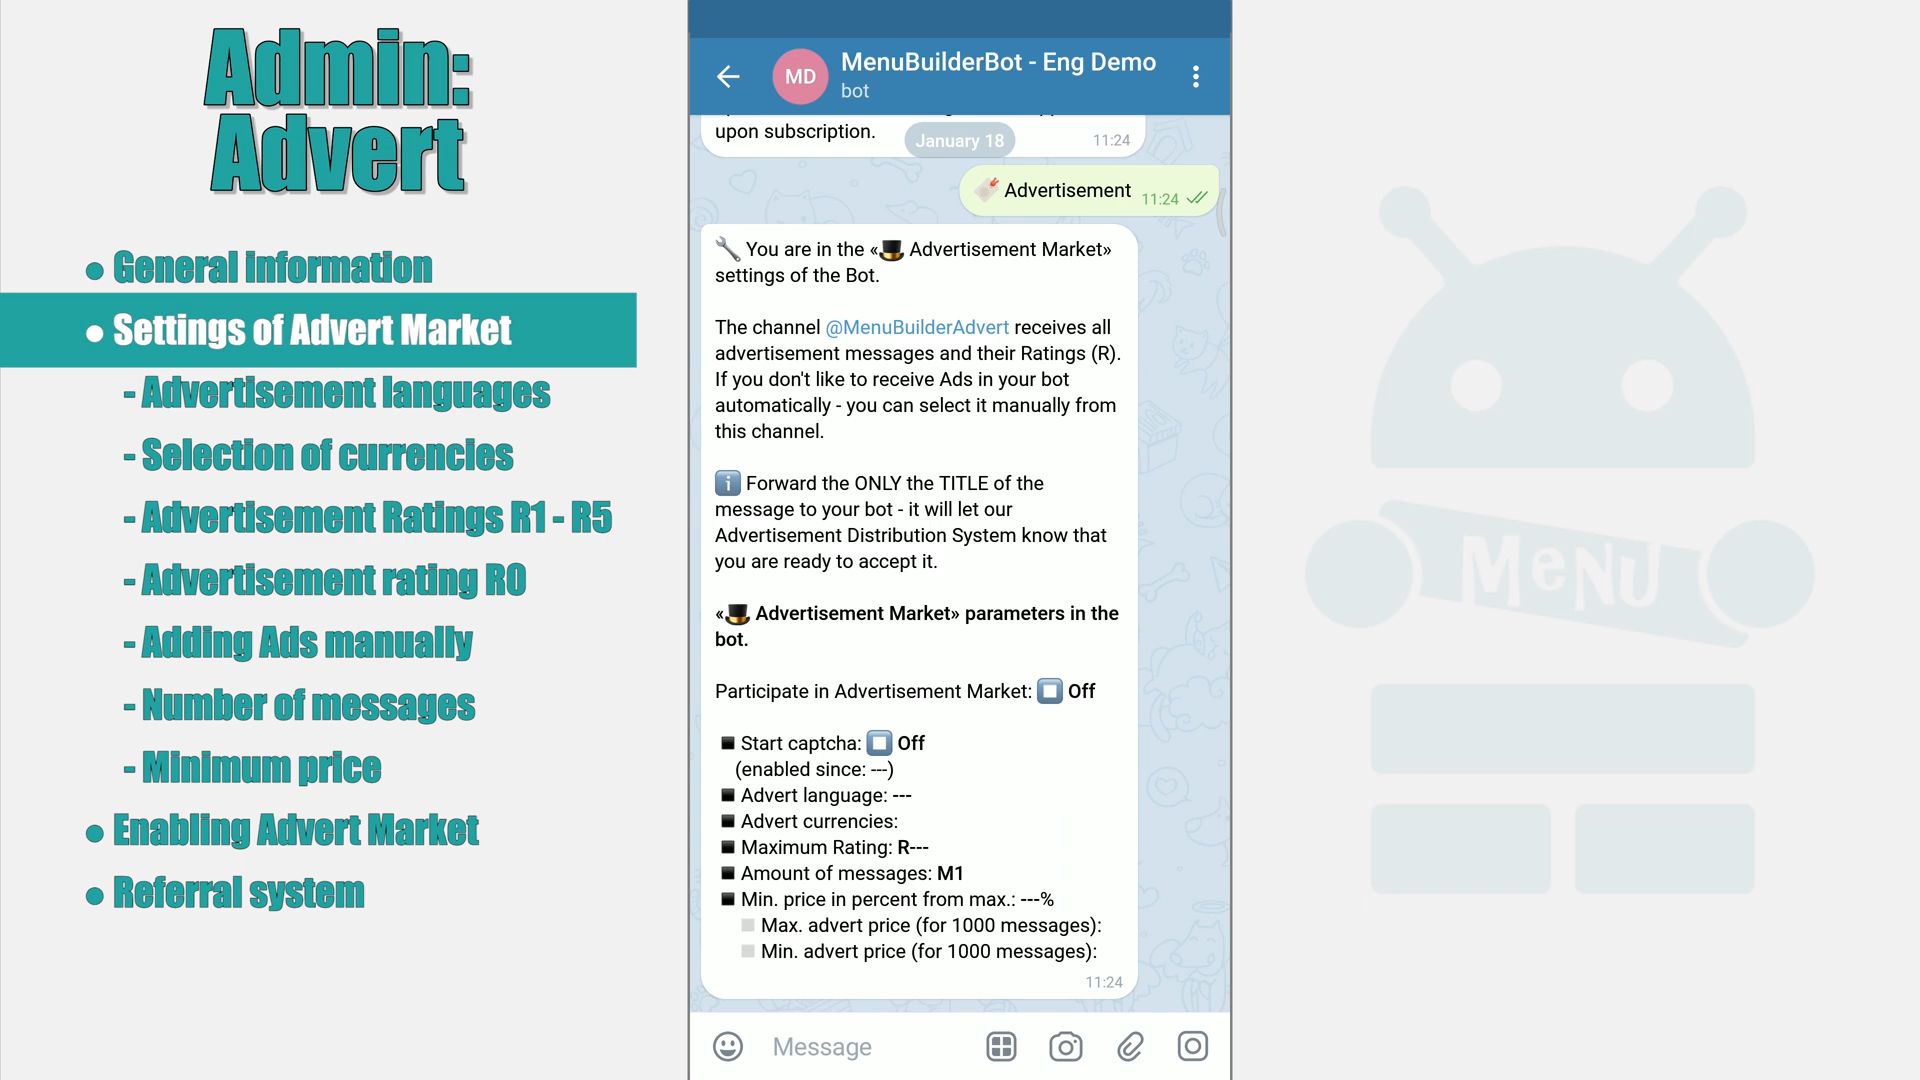 Admin:
Advert
● General information
● Settings of Advert Market
- Advertisement languages
- Selection of currencies
- Advertisement Ratings R1 - R5
- Advertisement rating R0
- Adding Ads manually
- Number of messages
- Minimum price
● Enabling Advert Market
● Referral system
MD
MenuBuilderBot - Eng Demo
bot
upon subscription.
11:24
January 18
Advertisement 11:24
You are in the «🎩 Advertisement Market»
settings of the Bot.
The channel @MenuBuilderAdvert receives all
advertisement messages and their Ratings (R).
If you don't like to receive Ads in your bot
automatically - you can select it manually from
this channel.
Forward the ONLY the TITLE of the
message to your bot - it will let our
Advertisement Distribution System know that
you are ready to accept it.
«🎩 Advertisement Market» parameters in the
bot.
Participate in Advertisement Market: Off
Start captcha: Off
(enabled since: ---)
Advert language: ---
Advert currencies:
Maximum Rating: R---
Amount of messages: M1
Min. price in percent from max.: ---%
Max. advert price (for 1000 messages):
Min. advert price (for 1000 messages):
11:24
Message
MeNU